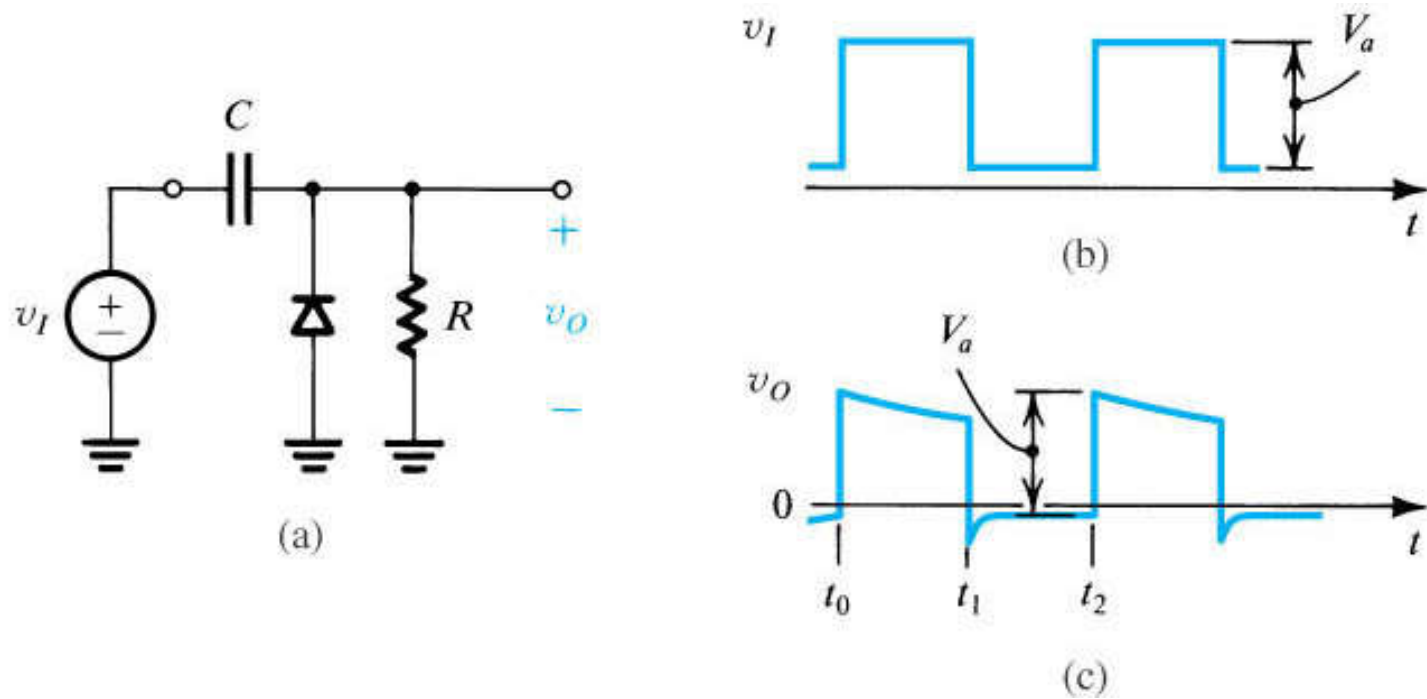 C
v_I
+
−
R
+
v_O
−
(a)
v_I
V_a
t
(b)
V_a
v_O
0
t
t_0
t_1
t_2
(c)